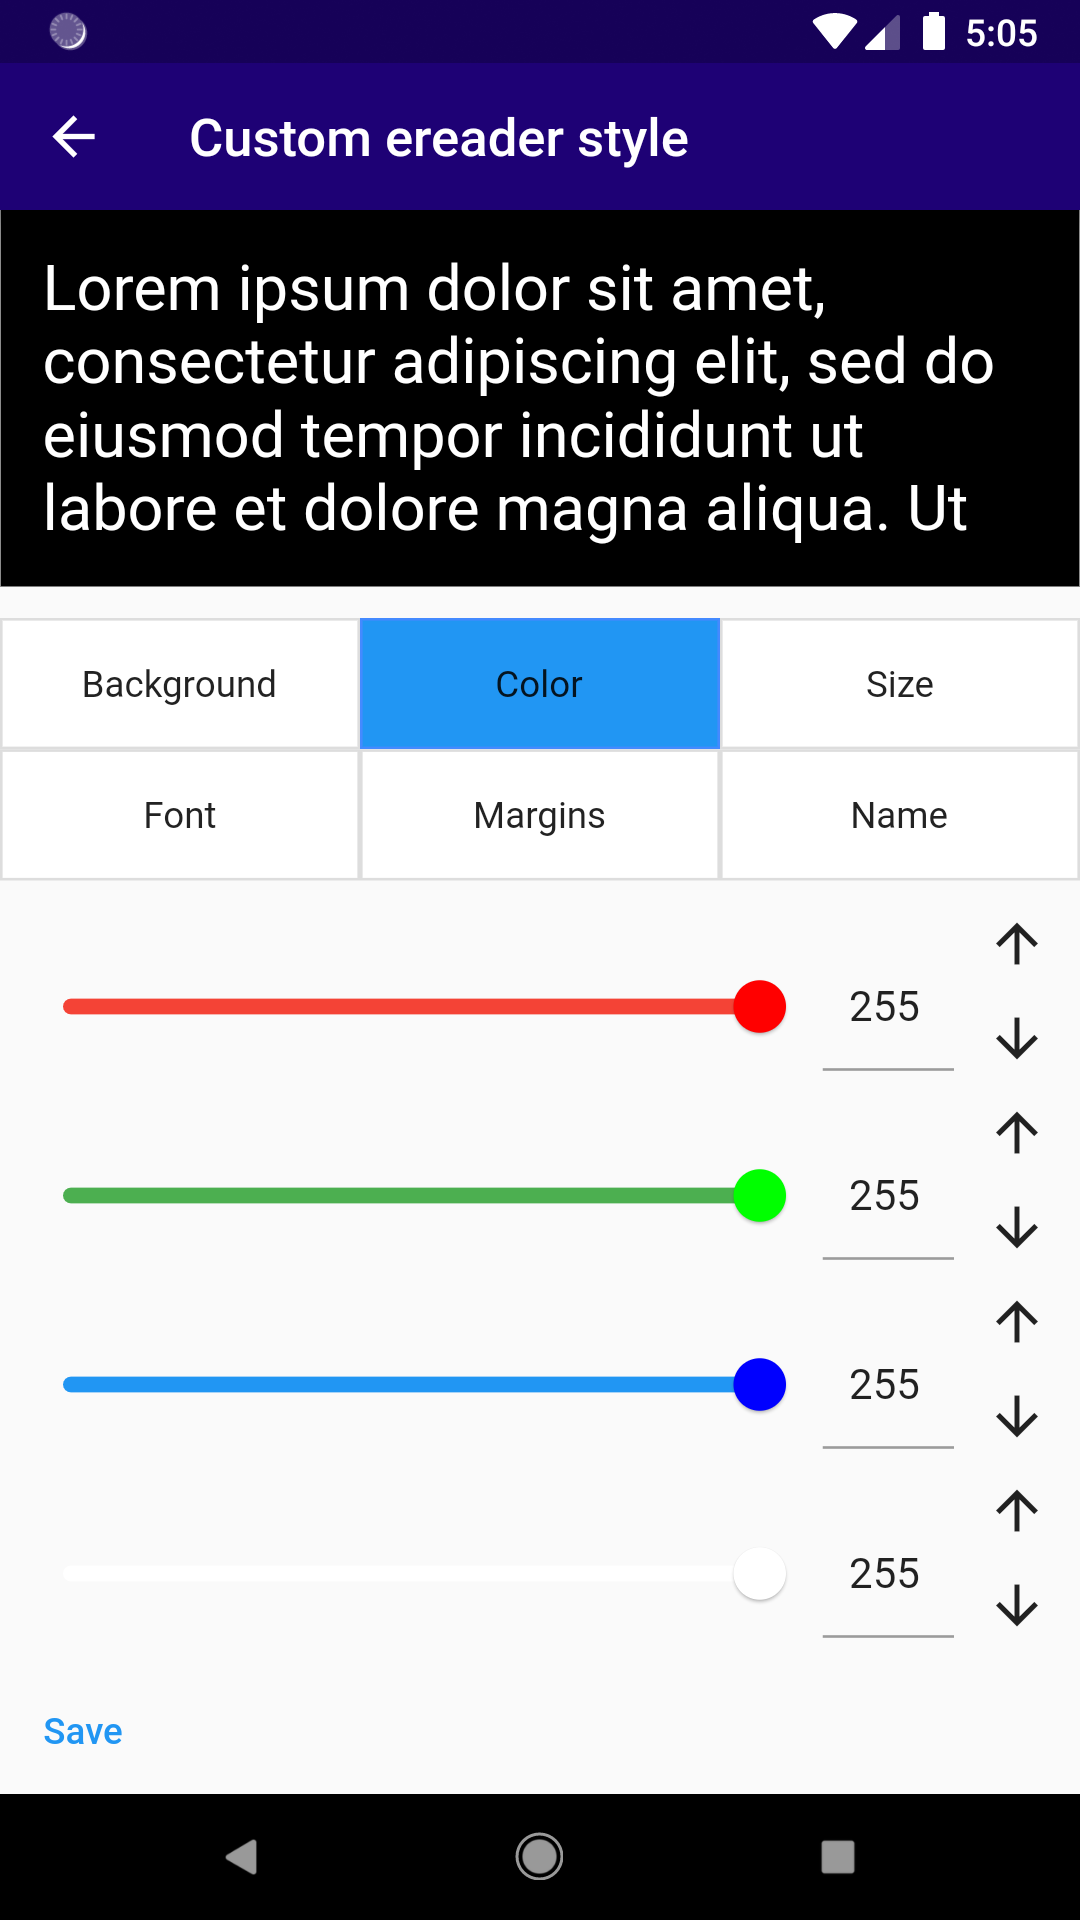 5:05
Custom ereader style
Lorem ipsum dolor sit amet,
consectetur adipiscing elit, sed do
eiusmod tempor incididunt ut
labore et dolore magna aliqua. Ut
Background Color Size
Font Margins Name
255
255
255
255
Save